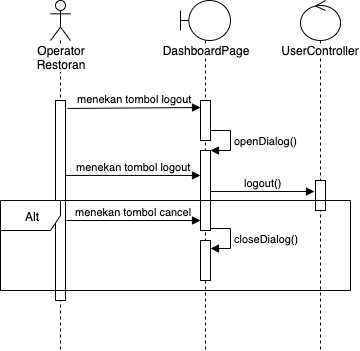 Operator
Restoran
DashboardPage
UserController
menekan tombol logout
openDialog()
menekan tombol logout
logout()
Alt
menekan tombol cancel
closeDialog()